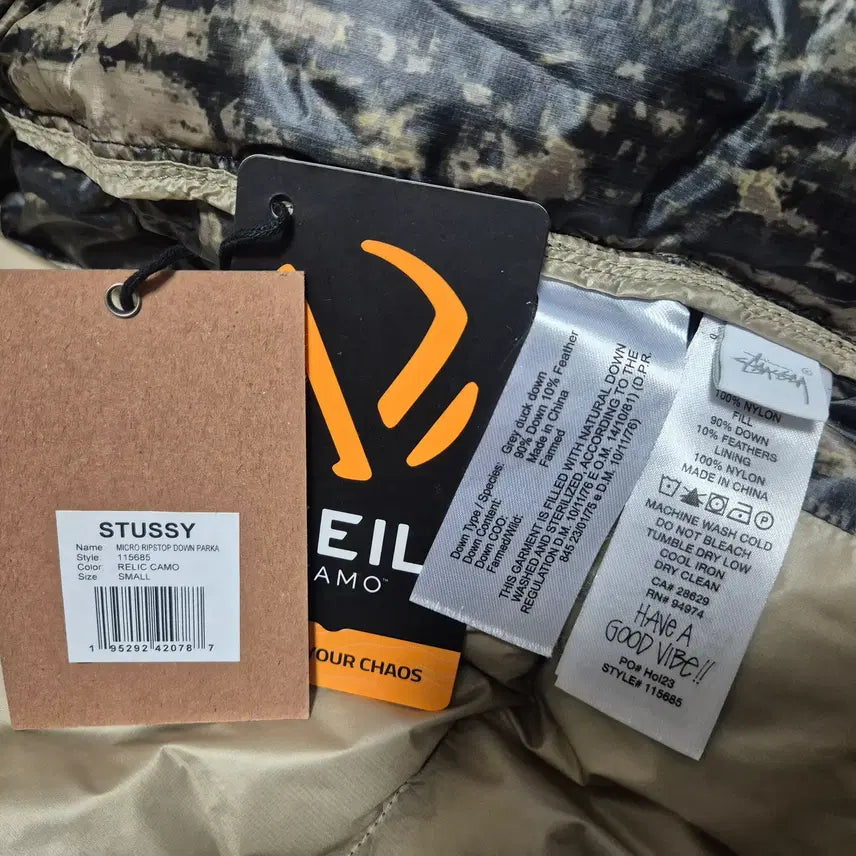 STUSSY
Name MICRO RIPSTOP DOWN PARKA
Style 115685
Color: RELIC CAMO
Size SMALL
1 95292 42078 7
EIL
AMO™
YOUR CHAOS
Down Type / Species: Grey duck down
Down Content: 90% Down 10% Feather
Down COO: Made in China
Farmed/Wild: Farmed
THIS GARMENT IS FILLED WITH NATURAL DOWN
WASHED AND STERILIZED, ACCORDING TO THE
REGULATION D.M. 10/11/76 E O.M. 14/10/81) (D.P.R.
845 23/01/75 e D.M. 10/11/76)
Stüssy ®
100% NYLON
FILL
90% DOWN
10% FEATHERS
LINING
100% NYLON
MADE IN CHINA
MACHINE WASH COLD
DO NOT BLEACH
TUMBLE DRY LOW
COOL IRON
DRY CLEAN
CA# 28629
RN# 94974
HAVE A
GOOD VIBE!!
PO# Hol23
STYLE# 115685